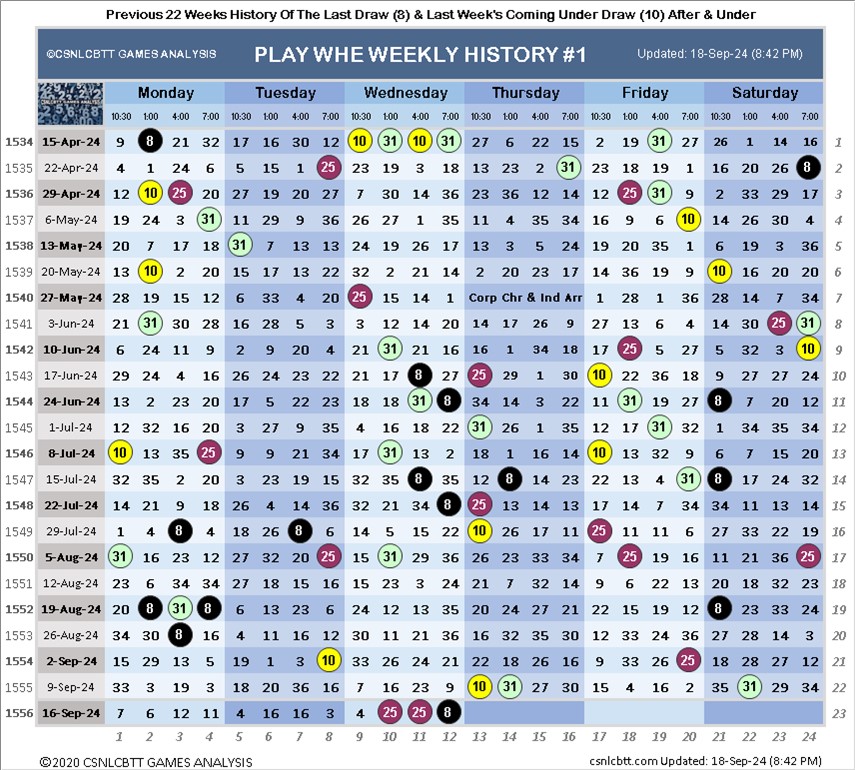 Previous 22 Weeks History Of The Last Draw (8) & Last Week's Coming Under Draw (10) After & Under
©CSNLCBTT GAMES ANALYSIS PLAY WHE WEEKLY HISTORY #1 Updated: 18-Sep-24 (8:42 PM)
CSNLCBTT GAMES ANALYSIS Monday Tuesday Wednesday Thursday Friday Saturday
10:30 1:00 4:00 7:00 10:30 1:00 4:00 7:00 10:30 1:00 4:00 7:00 10:30 1:00 4:00 7:00 10:30 1:00 4:00 7:00 10:30 1:00 4:00 7:00
1534 15-Apr-24 9 8 21 32 17 16 30 12 10 31 10 31 27 6 22 15 2 19 31 27 26 1 14 16 1
1535 22-Apr-24 4 1 24 6 5 15 1 25 23 19 3 18 13 23 2 31 23 18 19 1 16 20 26 8 2
1536 29-Apr-24 12 10 25 20 27 19 20 27 7 30 14 36 23 36 12 14 12 25 31 9 2 33 29 17 3
1537 6-May-24 19 24 3 31 11 29 9 36 26 27 1 35 11 4 35 34 16 9 6 10 14 26 30 4 4
1538 13-May-24 20 7 17 18 31 7 13 13 24 19 26 17 13 3 5 24 19 20 35 1 6 19 3 36 5
1539 20-May-24 13 10 2 20 15 17 13 22 32 2 21 14 2 20 23 17 14 36 19 9 10 16 20 20 6
1540 27-May-24 28 19 15 12 6 33 4 20 25 15 14 1 Corp Chr & Ind Arr 1 28 1 36 28 14 7 34 7
1541 3-Jun-24 21 31 30 28 16 28 5 3 3 12 14 20 14 17 26 9 27 13 6 4 14 30 25 31 8
1542 10-Jun-24 6 24 11 9 2 9 20 4 21 31 21 16 16 1 34 18 17 25 5 27 5 32 3 10 9
1543 17-Jun-24 29 24 4 16 26 24 23 22 21 17 8 27 25 29 1 30 10 22 36 18 9 27 27 24 10
1544 24-Jun-24 13 2 23 20 17 5 22 23 18 18 31 8 34 14 3 22 11 31 19 27 8 7 20 12 11
1545 1-Jul-24 12 32 16 20 3 27 9 35 4 16 18 22 31 26 1 35 12 19 31 32 1 34 35 34 12
1546 8-Jul-24 10 13 35 25 9 9 21 34 17 31 13 2 18 1 16 14 10 13 32 9 6 7 15 20 13
1547 15-Jul-24 32 35 2 20 3 23 19 15 32 35 8 35 12 8 14 23 22 13 4 31 8 17 24 32 14
1548 22-Jul-24 14 21 9 18 26 4 14 36 32 21 34 8 25 13 14 13 17 14 7 34 34 11 13 14 15
1549 29-Jul-24 1 4 8 4 18 26 8 6 14 5 15 22 10 26 17 11 25 11 11 6 27 33 22 19 16
1550 5-Aug-24 31 16 23 12 27 32 20 25 10 31 29 36 26 23 33 34 7 25 18 19 11 21 36 25 17
1551 12-Aug-24 23 6 34 34 27 18 15 16 15 23 3 24 21 7 32 14 9 6 22 13 20 18 32 23 18
1552 19-Aug-24 20 8 31 8 6 13 23 6 24 12 13 35 20 24 27 21 22 15 19 12 8 23 33 24 19
1553 26-Aug-24 34 30 8 16 4 11 16 12 30 11 21 36 16 32 35 30 12 33 24 36 27 28 14 3 20
1554 2-Sep-24 15 29 13 5 19 1 3 10 33 26 24 21 22 18 26 16 9 33 26 25 18 28 27 12 21
1555 9-Sep-24 33 3 19 3 18 20 36 16 7 16 23 9 10 31 27 30 15 4 16 2 35 31 29 34 22
1556 16-Sep-24 7 6 12 11 4 16 16 3 4 25 25 8 23
1 2 3 4 5 6 7 8 9 10 11 12 13 14 15 16 17 18 19 20 21 22 23 24
©2020 CSNLCBTT GAMES ANALYSIS csnlcbtt.com Updated: 18-Sep-24 (8:42 PM)